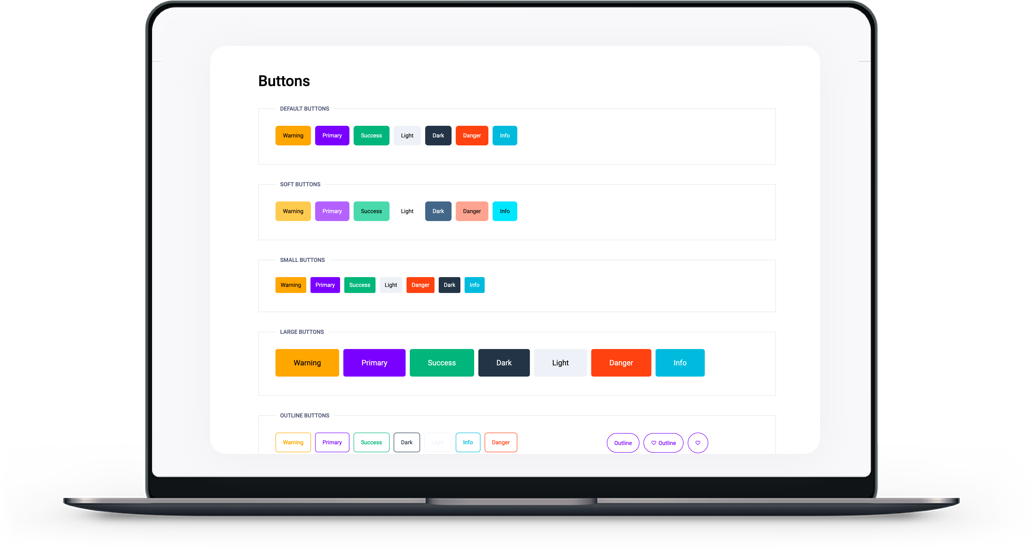 Buttons
DEFAULT BUTTONS
Warning Primary Success Light Dark Danger Info
SOFT BUTTONS
Warning Primary Success Light Dark Danger Info
SMALL BUTTONS
Warning Primary Success Light Danger Dark Info
LARGE BUTTONS
Warning Primary Success Dark Light Danger Info
OUTLINE BUTTONS
Warning Primary Success Dark Light Info Danger Outline Outline